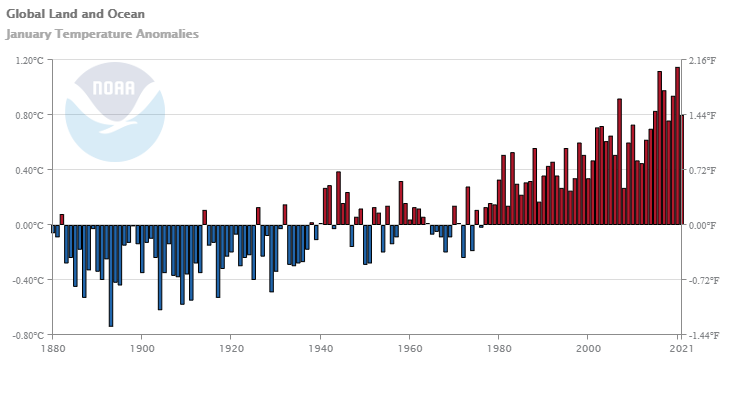 Global Land and Ocean
January Temperature Anomalies
NOAA
1.20°C 2.16°F
0.80°C 1.44°F
0.40°C 0.72°F
0.00°C 0.00°F
-0.40°C -0.72°F
-0.80°C -1.44°F
1880 1900 1920 1940 1960 1980 2000 2021